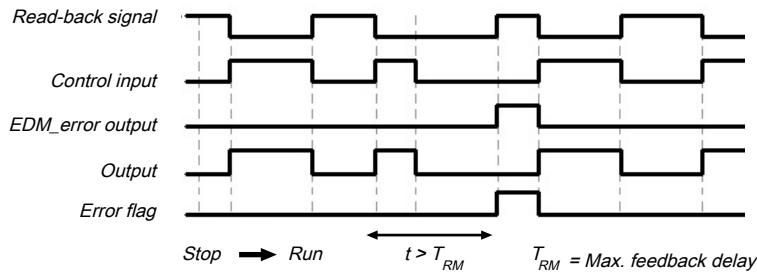 Read-back signal
Control input
EDM_error output
Output
Error flag
Stop Run t > T_RM T_RM = Max. feedback delay